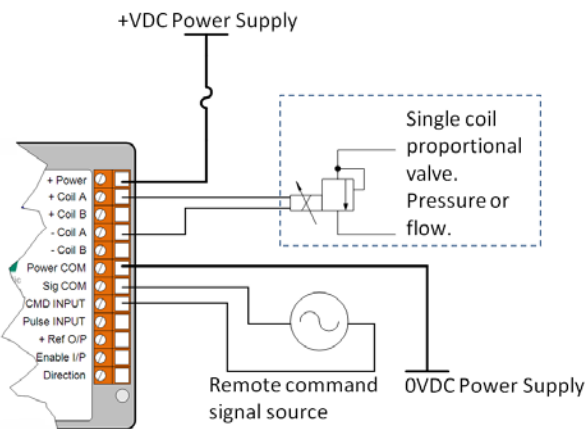 +VDC Power Supply
Single coil
proportional
valve.
Pressure or
flow.
+ Power
+ Coil A
+ Coil B
- Coil A
- Coil B
Power COM
Sig COM
CMD INPUT
Pulse INPUT
+ Ref O/P
Enable I/P
Direction
ic
Remote command
signal source
0VDC Power Supply